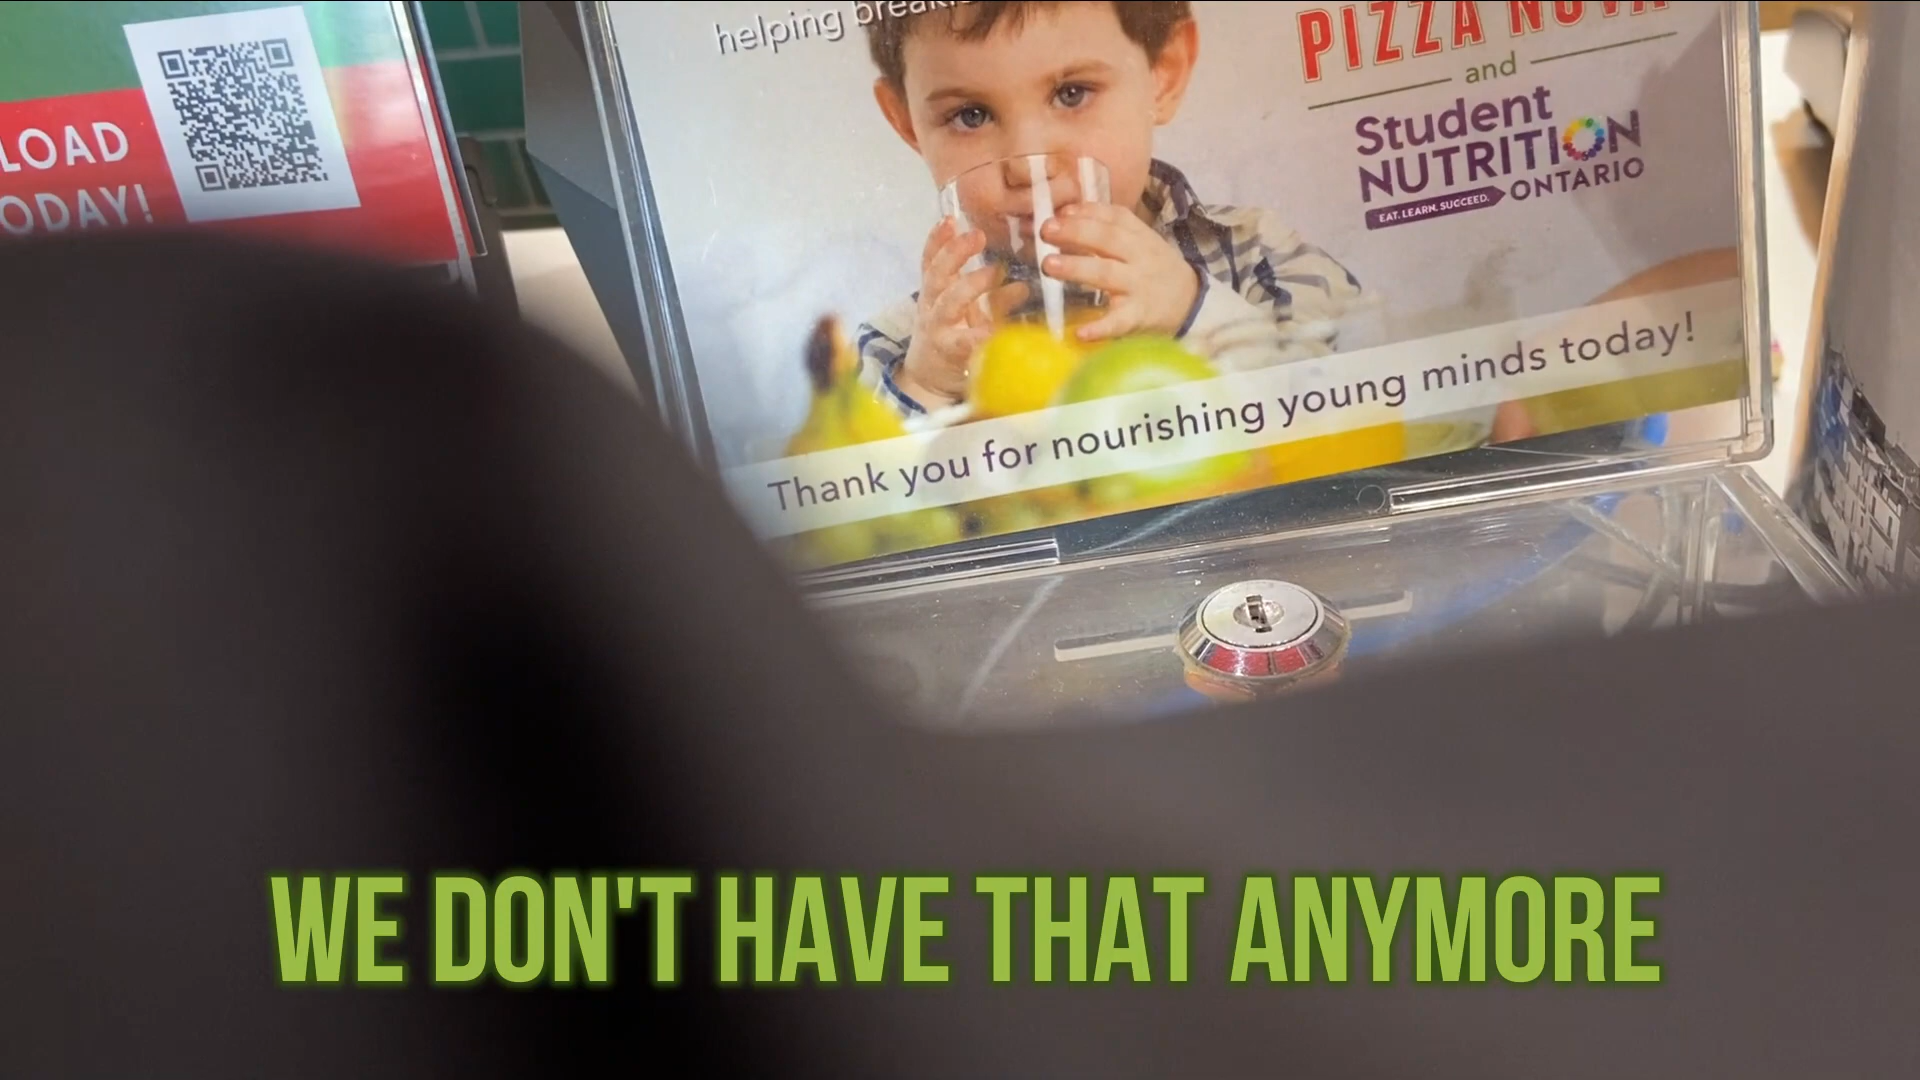 helping
PIZZA NOVA
and
Student
NUTRITION
EAT. LEARN. SUCCEED.
ONTARIO
LOAD
ODAY!
Thank you for nourishing young minds today!
WE DON'T HAVE THAT ANYMORE